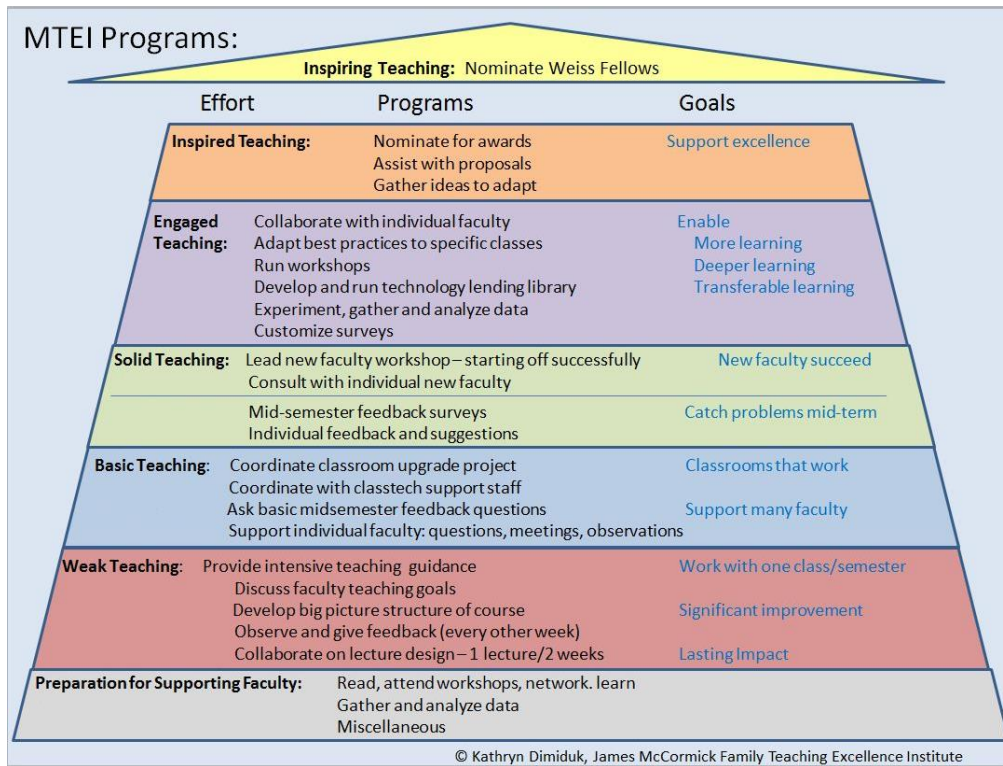 MTEI Programs:
Inspiring Teaching: Nominate Weiss Fellows
Effort Programs Goals
Inspired Teaching: Nominate for awards Support excellence
Assist with proposals
Gather ideas to adapt
Engaged Collaborate with individual faculty Enable
Teaching: Adapt best practices to specific classes More learning
Run workshops Deeper learning
Develop and run technology lending library Transferable learning
Experiment, gather and analyze data
Customize surveys
Solid Teaching: Lead new faculty workshop – starting off successfully New faculty succeed
Consult with individual new faculty
Mid-semester feedback surveys Catch problems mid-term
Individual feedback and suggestions
Basic Teaching: Coordinate classroom upgrade project Classrooms that work
Coordinate with classtech support staff
Ask basic midsemester feedback questions Support many faculty
Support individual faculty: questions, meetings, observations
Weak Teaching: Provide intensive teaching guidance Work with one class/semester
Discuss faculty teaching goals
Develop big picture structure of course Significant improvement
Observe and give feedback (every other week)
Collaborate on lecture design – 1 lecture/2 weeks Lasting Impact
Preparation for Supporting Faculty: Read, attend workshops, network. learn
Gather and analyze data
Miscellaneous
© Kathryn Dimiduk, James McCormick Family Teaching Excellence Institute